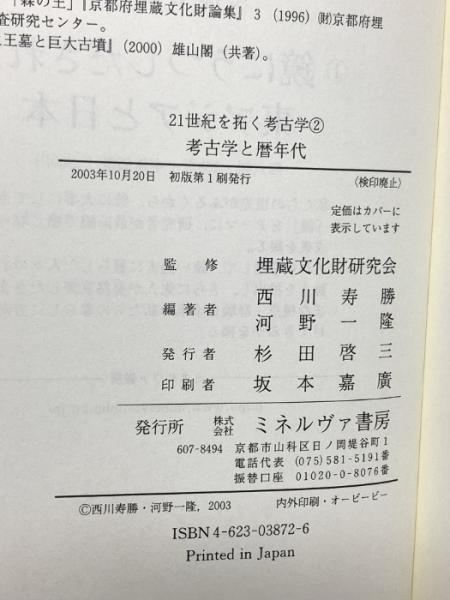 「森の王」『京都府埋蔵文化財論集』3 (1996) ㈶京都府埋
査研究センター。
王墓と巨大古墳』(2000) 雄山閣 (共著)。
21世紀を拓く考古学②
考古学と暦年代
2003年10月20日 初版第1刷発行 〈検印廃止〉
定価はカバーに
表示しています
監修 埋蔵文化財研究会
編著者 西川寿勝
河野一隆
発行者 杉田啓三
印刷者 坂本嘉廣
発行所 株式会社 ミネルヴァ書房
607-8494 京都市山科区日ノ岡堤谷町1
電話代表 (075)581-5191番
振替口座 01020-0-8076番
©西川寿勝・河野一隆, 2003 内外印刷・オービービー
ISBN4-623-03872-6
Printed in Japan